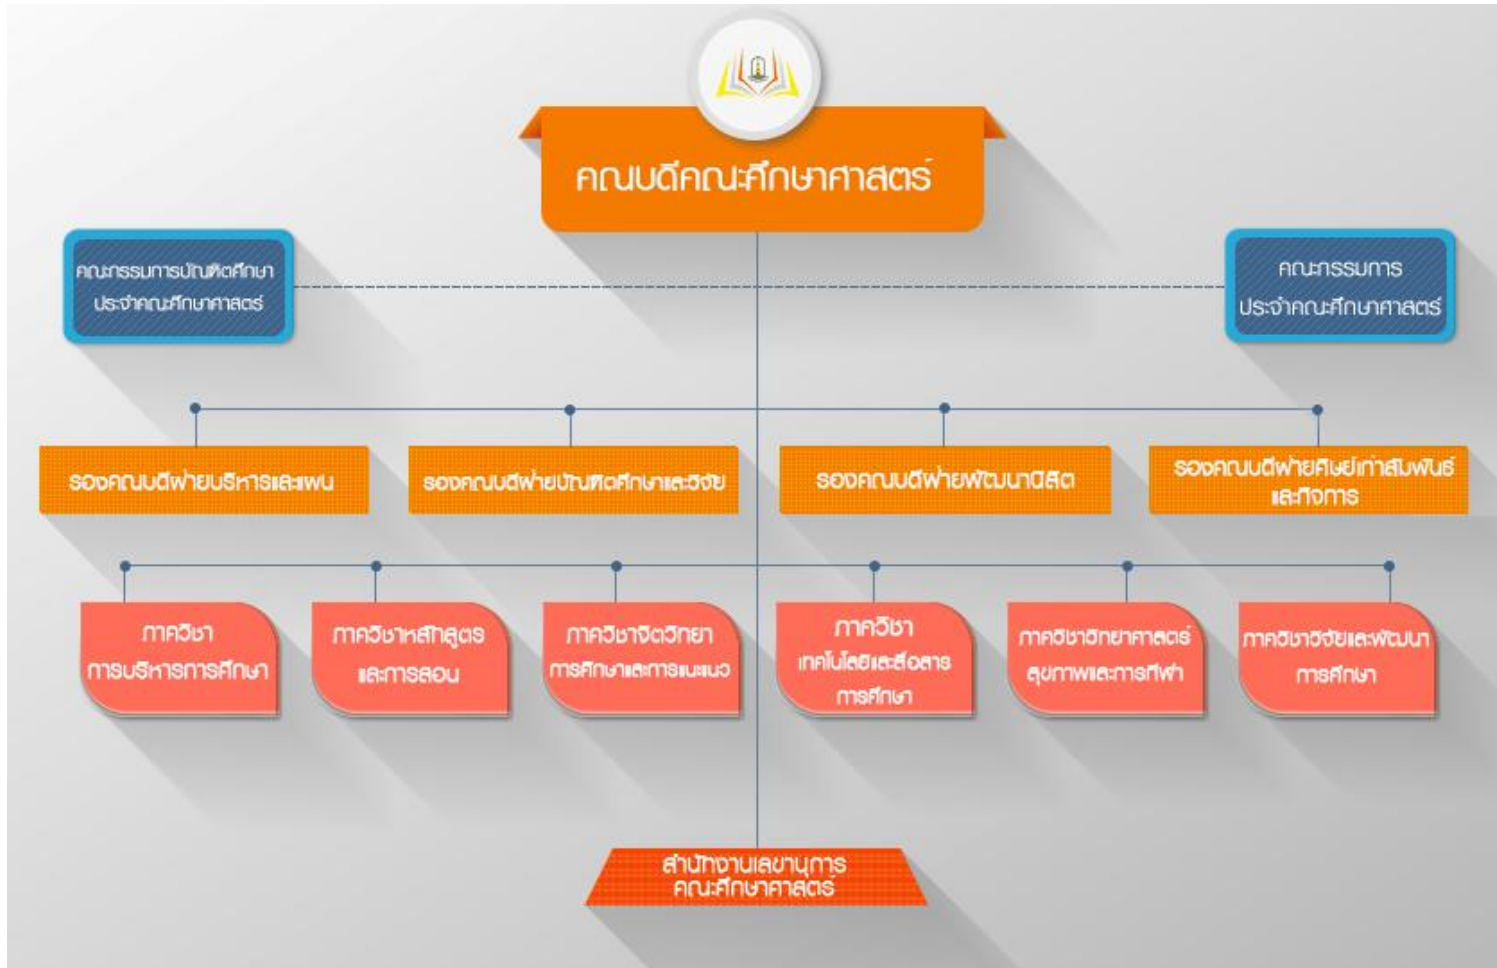 คณบดีคณะศึกษาศาสตร์
คณะกรรมการบัณฑิตศึกษา
ประจำคณะศึกษาศาสตร์
คณะกรรมการ
ประจำคณะศึกษาศาสตร์
รองคณบดีฝ่ายบริหารและแผน
รองคณบดีฝ่ายบัณฑิตศึกษาและวิจัย
รองคณบดีฝ่ายพัฒนานิสิต
รองคณบดีฝ่ายศิษย์เก่าสัมพันธ์
และกิจการ
ภาควิชา
การบริหารการศึกษา
ภาควิชาหลักสูตร
และการสอน
ภาควิชาจิตวิทยา
การศึกษาและการแนะแนว
ภาควิชา
เทคโนโลยีและสื่อสาร
การศึกษา
ภาควิชาวิทยาศาสตร์
สุขภาพและการกีฬา
ภาควิชาวิจัยและพัฒนา
การศึกษา
สำนักงานเลขานุการ
คณะศึกษาศาสตร์